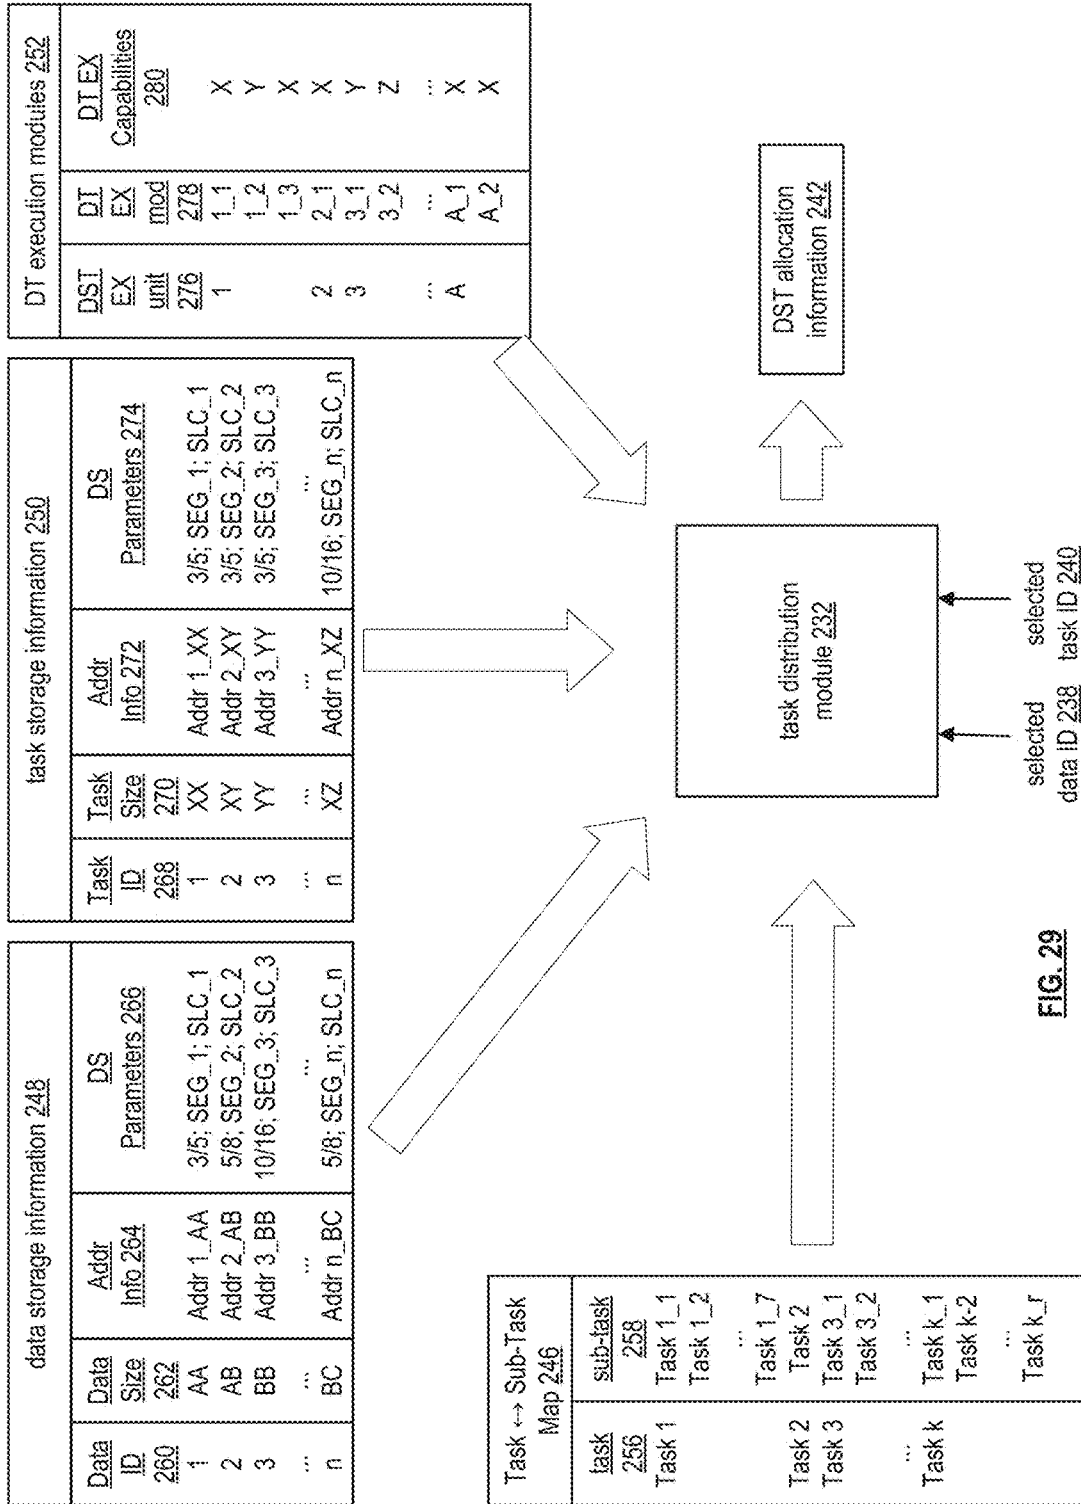 data storage information 248
Data ID 260 Data Size 262 Addr Info 264 DS Parameters 266
1 AA Addr 1_AA 3/5; SEG_1; SLC_1
2 AB Addr 2_AB 5/8; SEG_2; SLC_2
3 BB Addr 3_BB 10/16; SEG_3; SLC_3
... ... ... ...
n BC Addr n_BC 5/8; SEG_n; SLC_n
task storage information 250
Task ID 268 Task Size 270 Addr Info 272 DS Parameters 274
1 XX Addr 1_XX 3/5; SEG_1; SLC_1
2 XY Addr 2_XY 3/5; SEG_2; SLC_2
3 YY Addr 3_YY 3/5; SEG_3; SLC_3
... ... ... ...
n XZ Addr n_XZ 10/16; SEG_n; SLC_n
DT execution modules 252
DST EX unit 276 DT EX mod 278 DT EX Capabilities 280
1 1_1 X
1_2 Y
1_3 X
2 2_1 X
3 3_1 Y
3_2 Z
... ... ...
A A_1 X
A_2 X
Task ↔ Sub-Task
Map 246
task 256 sub-task 258
Task 1 Task 1_1
Task 1_2
...
Task 1_7
Task 2 Task 2
Task 3 Task 3_1
Task 3_2
... ...
Task k Task k_1
Task k-2
...
Task k_r
task distribution
module 232
DST allocation
information 242
selected
data ID 238
selected
task ID 240
FIG. 29